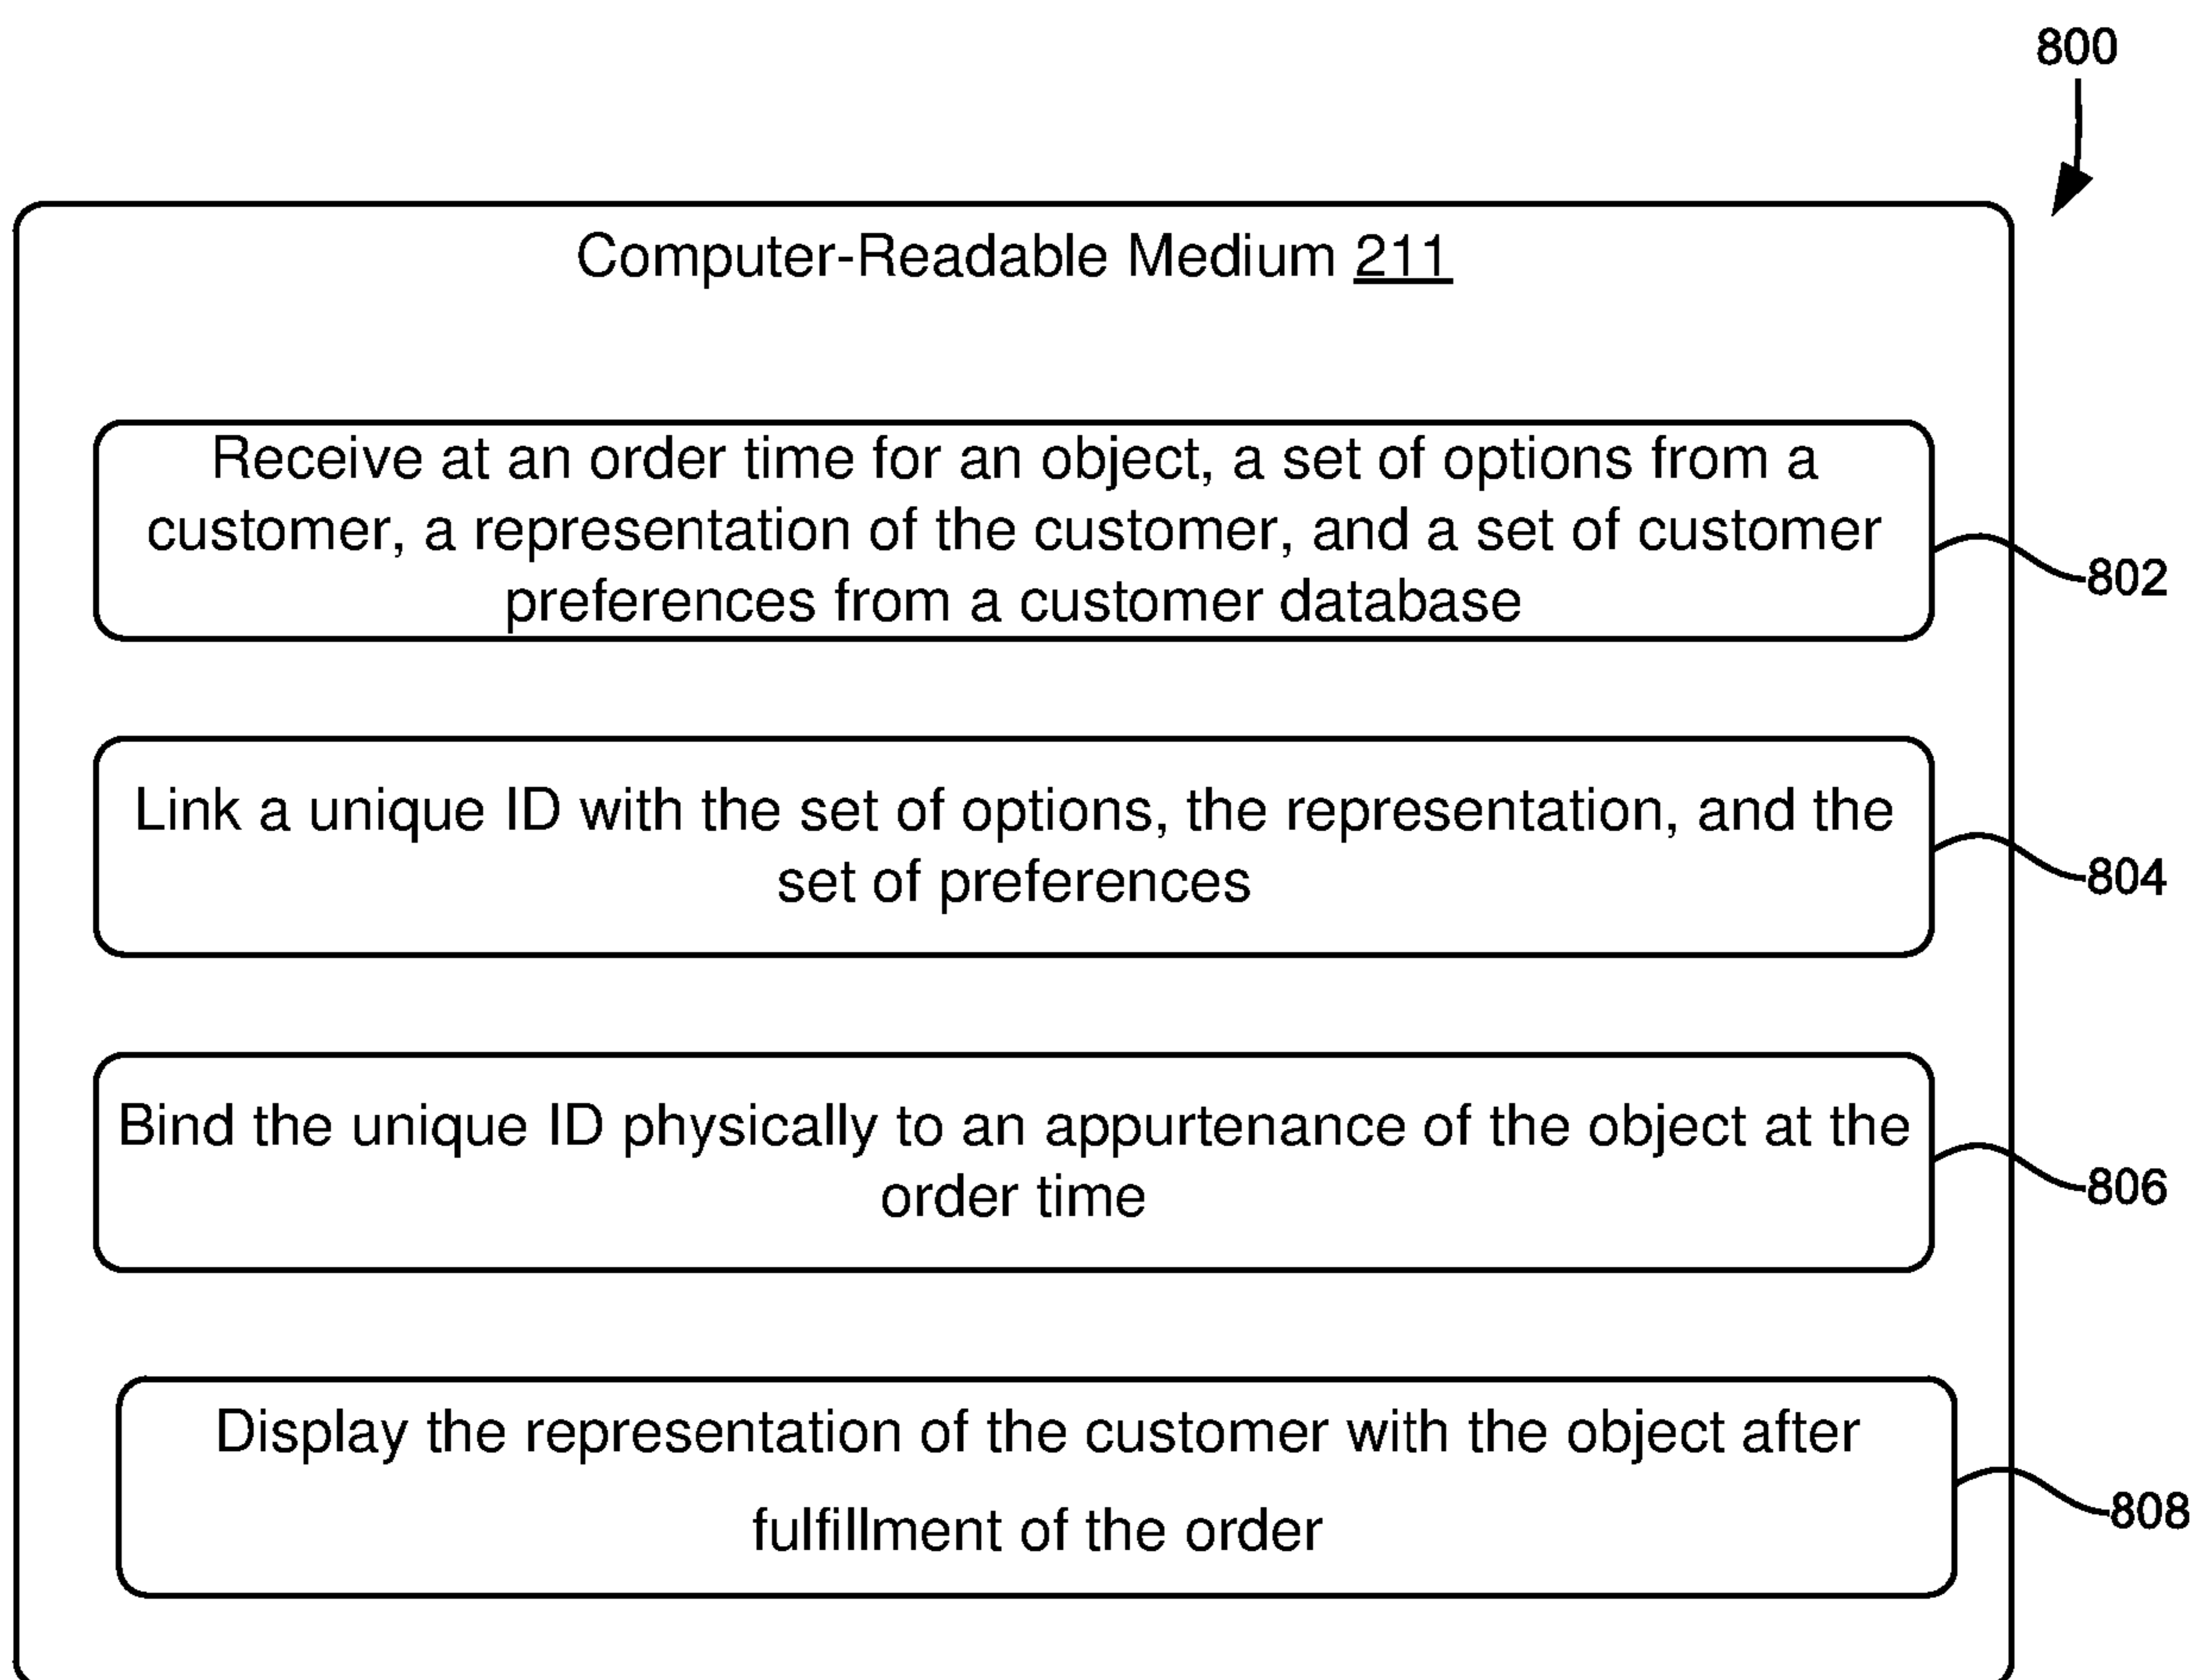 800
Computer-Readable Medium 211
Receive at an order time for an object, a set of options from a
customer, a representation of the customer, and a set of customer
preferences from a customer database
802
Link a unique ID with the set of options, the representation, and the
set of preferences
804
Bind the unique ID physically to an appurtenance of the object at the
order time
806
Display the representation of the customer with the object after
fulfillment of the order
808